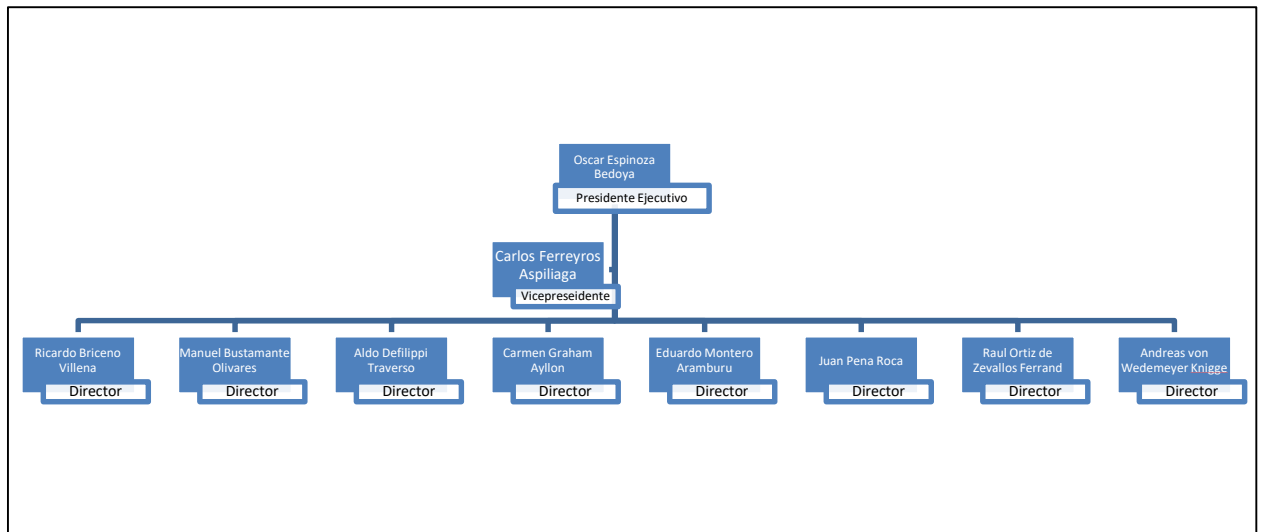 Oscar Espinoza
Bedoya
Presidente Ejecutivo
Carlos Ferreyros
Aspiliaga
Vicepreseidente
Ricardo Briceno
Villena
Director
Manuel Bustamante
Olivares
Director
Aldo Defilippi
Traverso
Director
Carmen Graham
Ayllon
Director
Eduardo Montero
Aramburu
Director
Juan Pena Roca
Director
Raul Ortiz de
Zevallos Ferrand
Director
Andreas von
Wedemeyer Knigge
Director